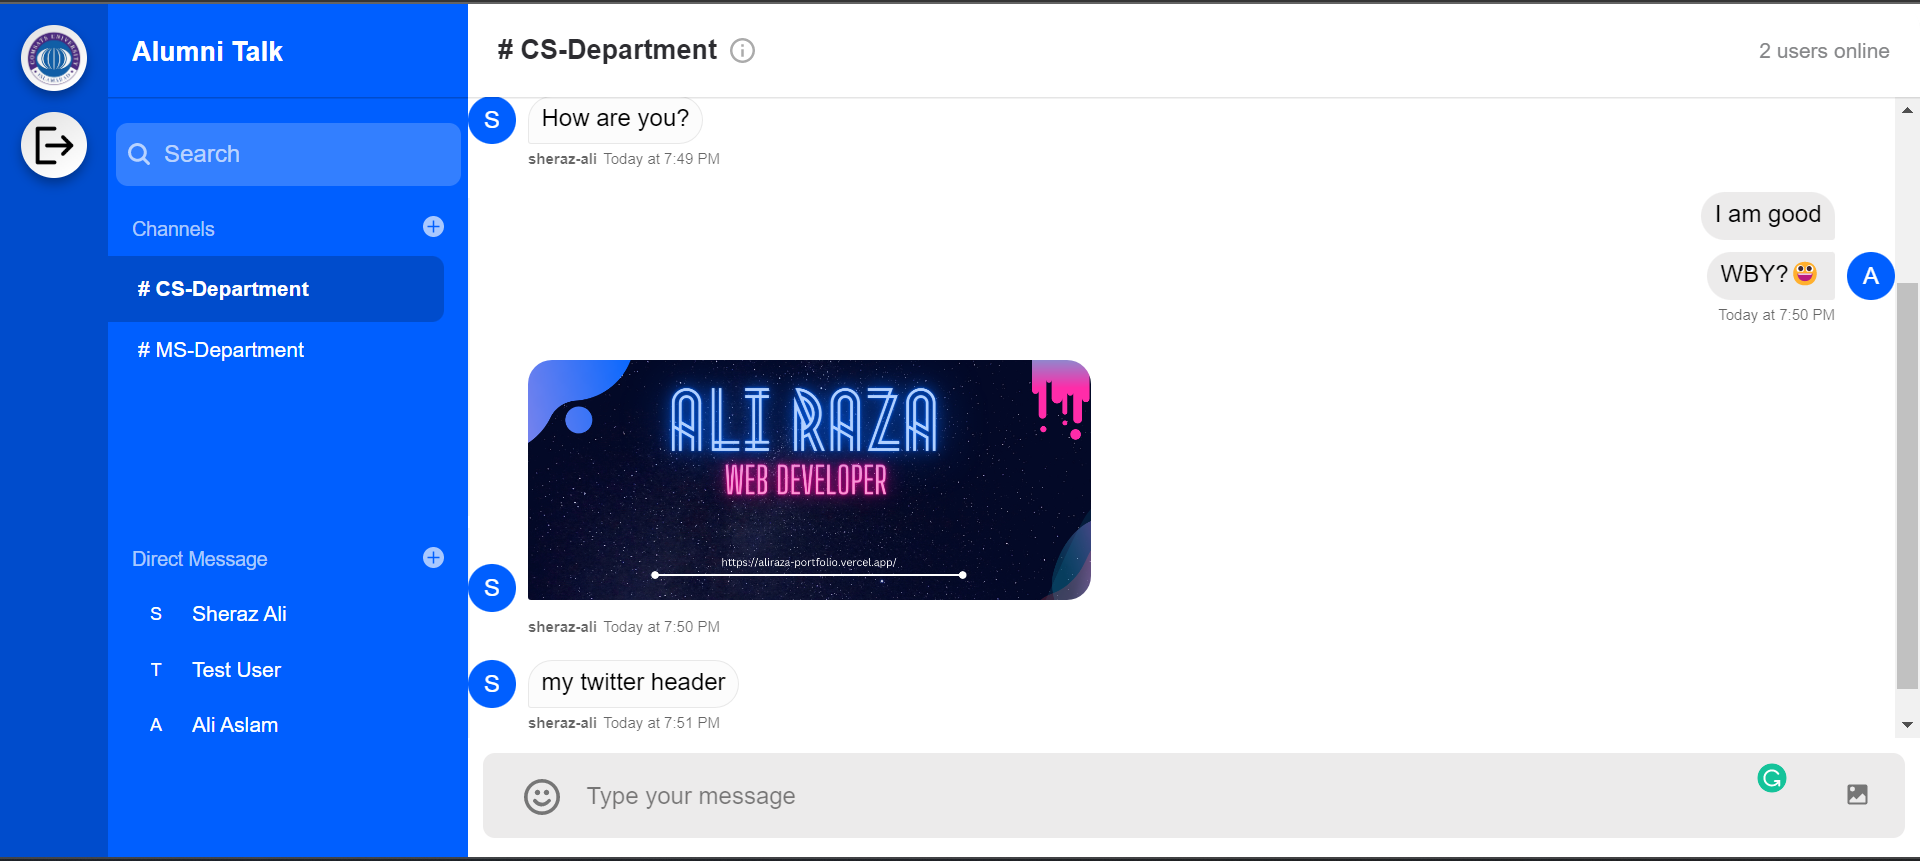 COMSATS UNIVERSITY
ISLAMABAD
Alumni Talk
Search
Channels
# CS-Department
# MS-Department
Direct Message
S Sheraz Ali
T Test User
A Ali Aslam
# CS-Department
2 users online
S How are you?
sheraz-ali Today at 7:49 PM
I am good
WBY?😀 A
Today at 7:50 PM
ALI RAZA
WEB DEVELOPER
https://aliraza-portfolio.vercel.app/
S
sheraz-ali Today at 7:50 PM
S my twitter header
sheraz-ali Today at 7:51 PM
Type your message